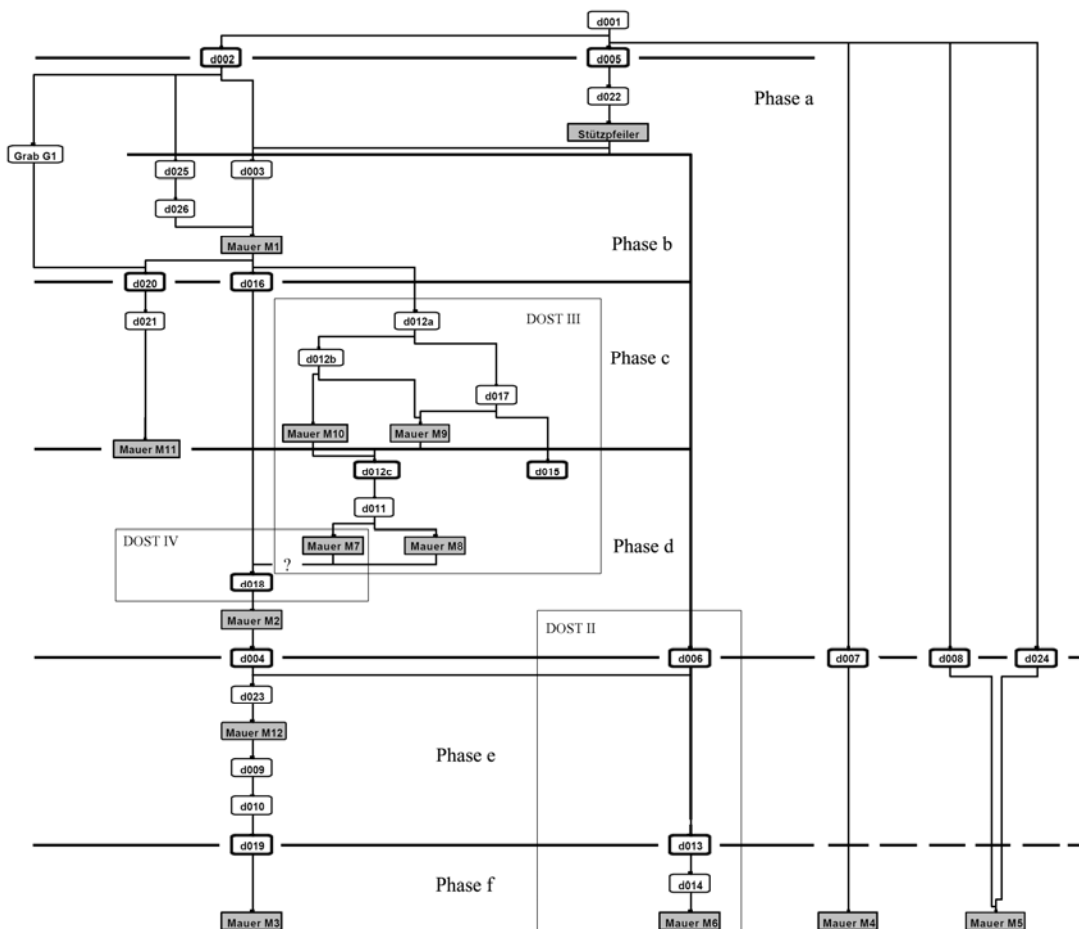 d001
d002
d005
d022
Phase a
Stützpfeiler
Grab G1
d025
d003
d026
Mauer M1
Phase b
d020
d016
DOST III
d021
d012a
d012b
Phase c
d017
Mauer M10
Mauer M9
Mauer M11
d012c
d015
d011
DOST IV
Mauer M7
Mauer M8
Phase d
?
d018
Mauer M2
DOST II
d004
d006
d007
d008
d024
d023
Mauer M12
Phase e
d009
d010
d019
d013
Phase f
d014
Mauer M3
Mauer M6
Mauer M4
Mauer M5